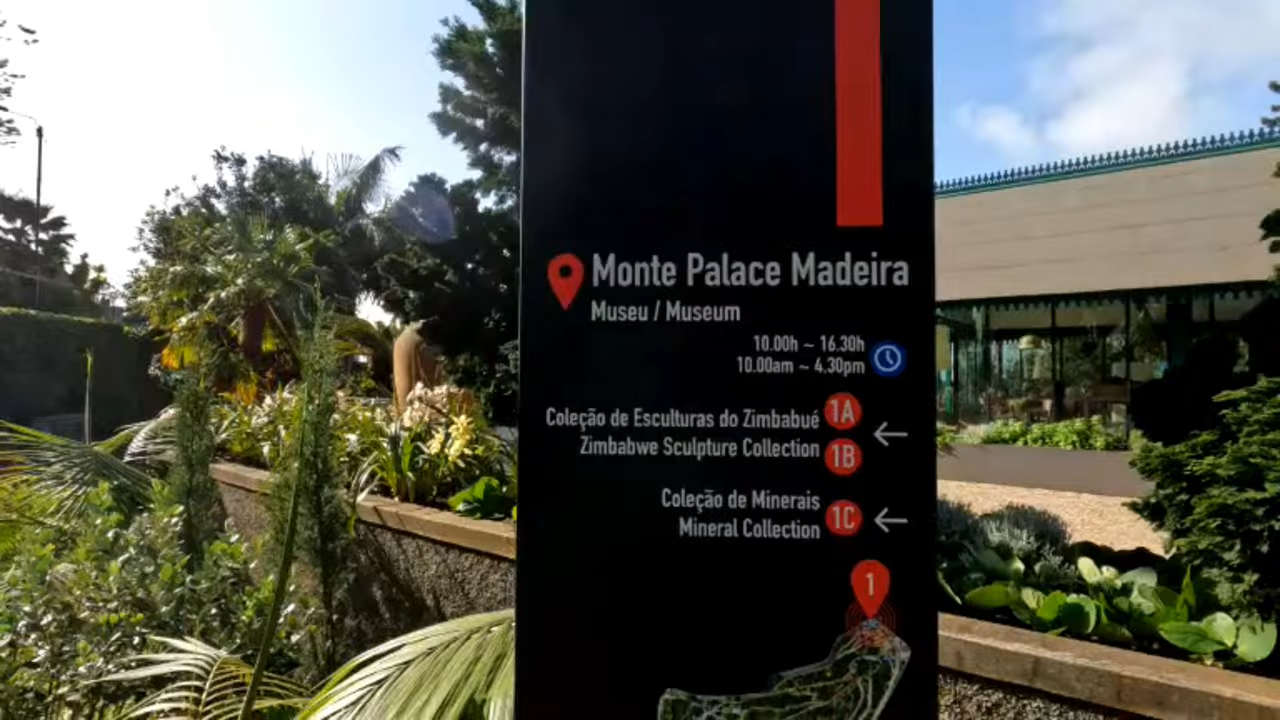 Monte Palace Madeira
Museu / Museum
10.00h ~ 16.30h
10.00am ~ 4.30pm
Coleção de Esculturas do Zimbabué 1A
Zimbabwe Sculpture Collection 1B
Coleção de Minerais
Mineral Collection 1C
1